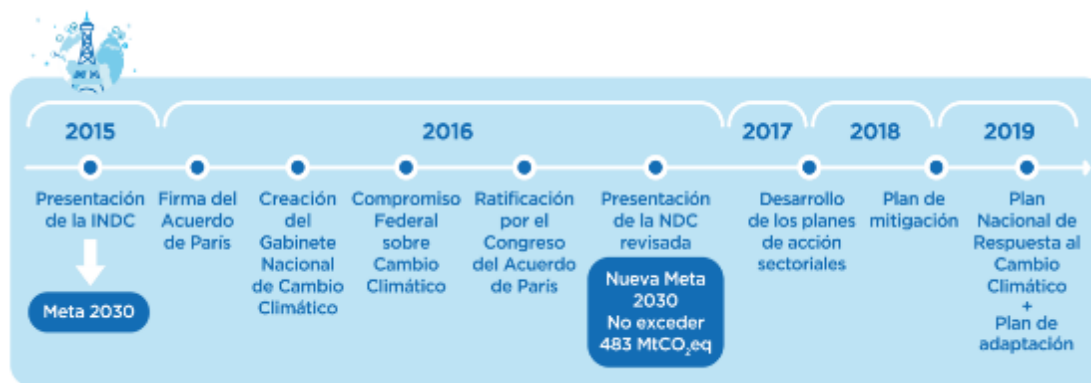 2015
2016
2017
2018
2019
Presentación
de la INDC
Meta 2030
Firma del
Acuerdo
de París
Creación
del
Gabinete
Nacional
de Cambio
Climático
Compromiso
Federal
sobre
Cambio
Climático
Ratificación
por el
Congreso
del Acuerdo
de París
Presentación
de la NDC
revisada
Nueva Meta
2030
No exceder
483 MtCO₂eq
Desarrollo
de los planes
de acción
sectoriales
Plan de
mitigación
Plan
Nacional de
Respuesta al
Cambio
Climático
+
Plan de
adaptación